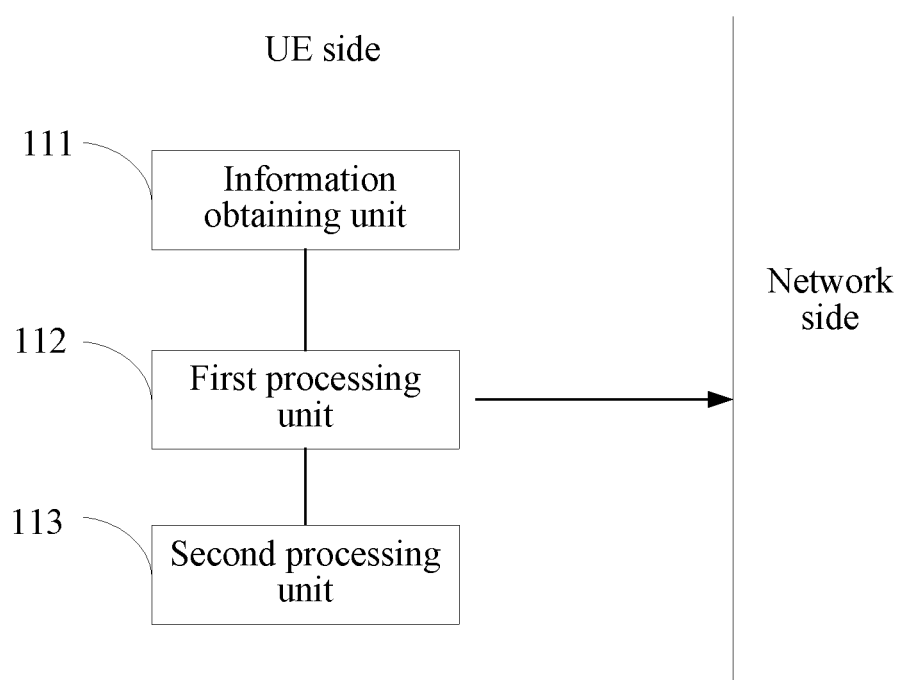 UE side
111
Information
obtaining unit
Network
side
112
First processing
unit
113
Second processing
unit